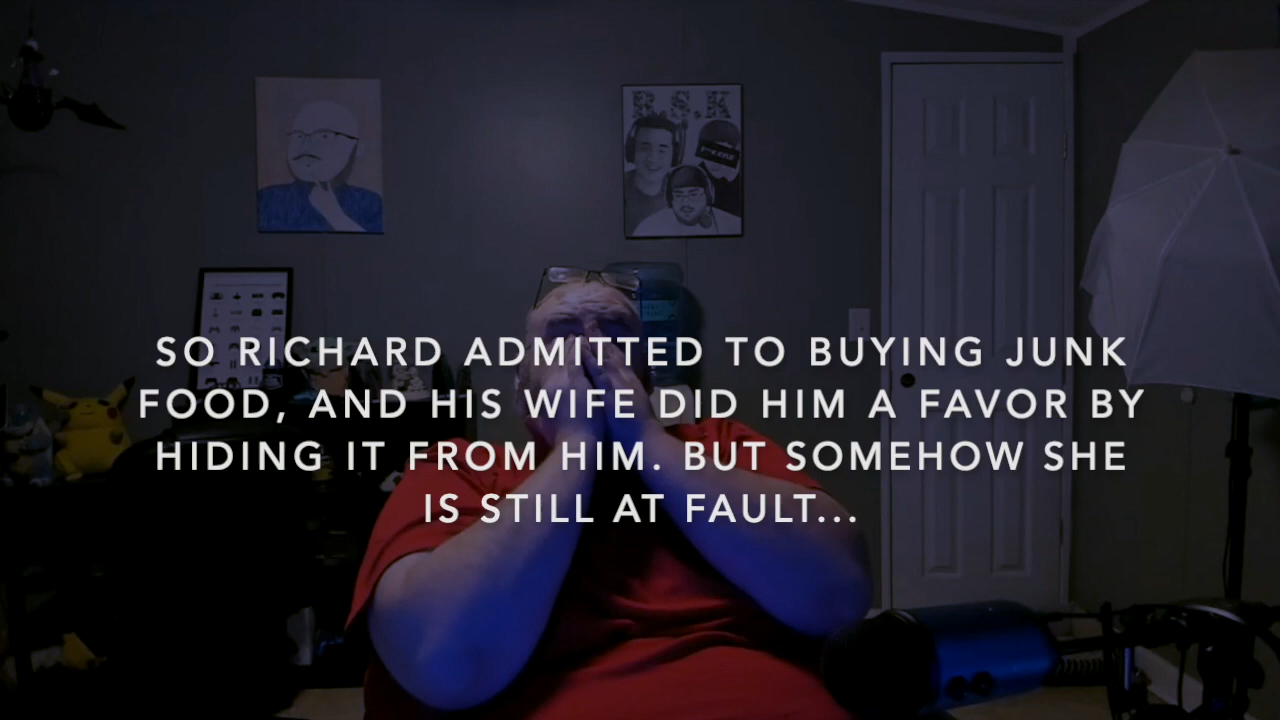 R.S.K
SO RICHARD ADMITTED TO BUYING JUNK
FOOD, AND HIS WIFE DID HIM A FAVOR BY
HIDING IT FROM HIM. BUT SOMEHOW SHE
IS STILL AT FAULT...